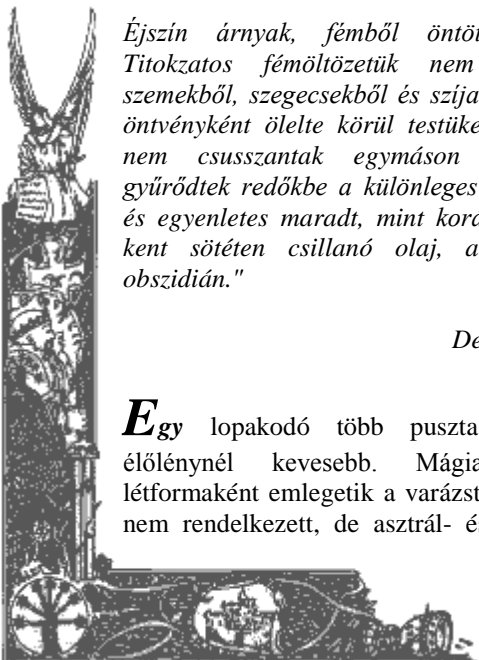 Éjszín árnyak, fémből öntöt
Titokzatos fémöltözetük nem
szemekből, szegecsekből és szíja
öntvényként ölelte körül testüke
nem csusszantak egymáson
gyűrődtek redőkbe a különleges
és egyenletes maradt, mint kora
kent sötéten csillanó olaj, a
obszidián."
De
Egy lopakodó több puszta
élőlénynél kevesebb. Mágia
létformaként emlegetik a varázst
nem rendelkezett, de asztrál- és